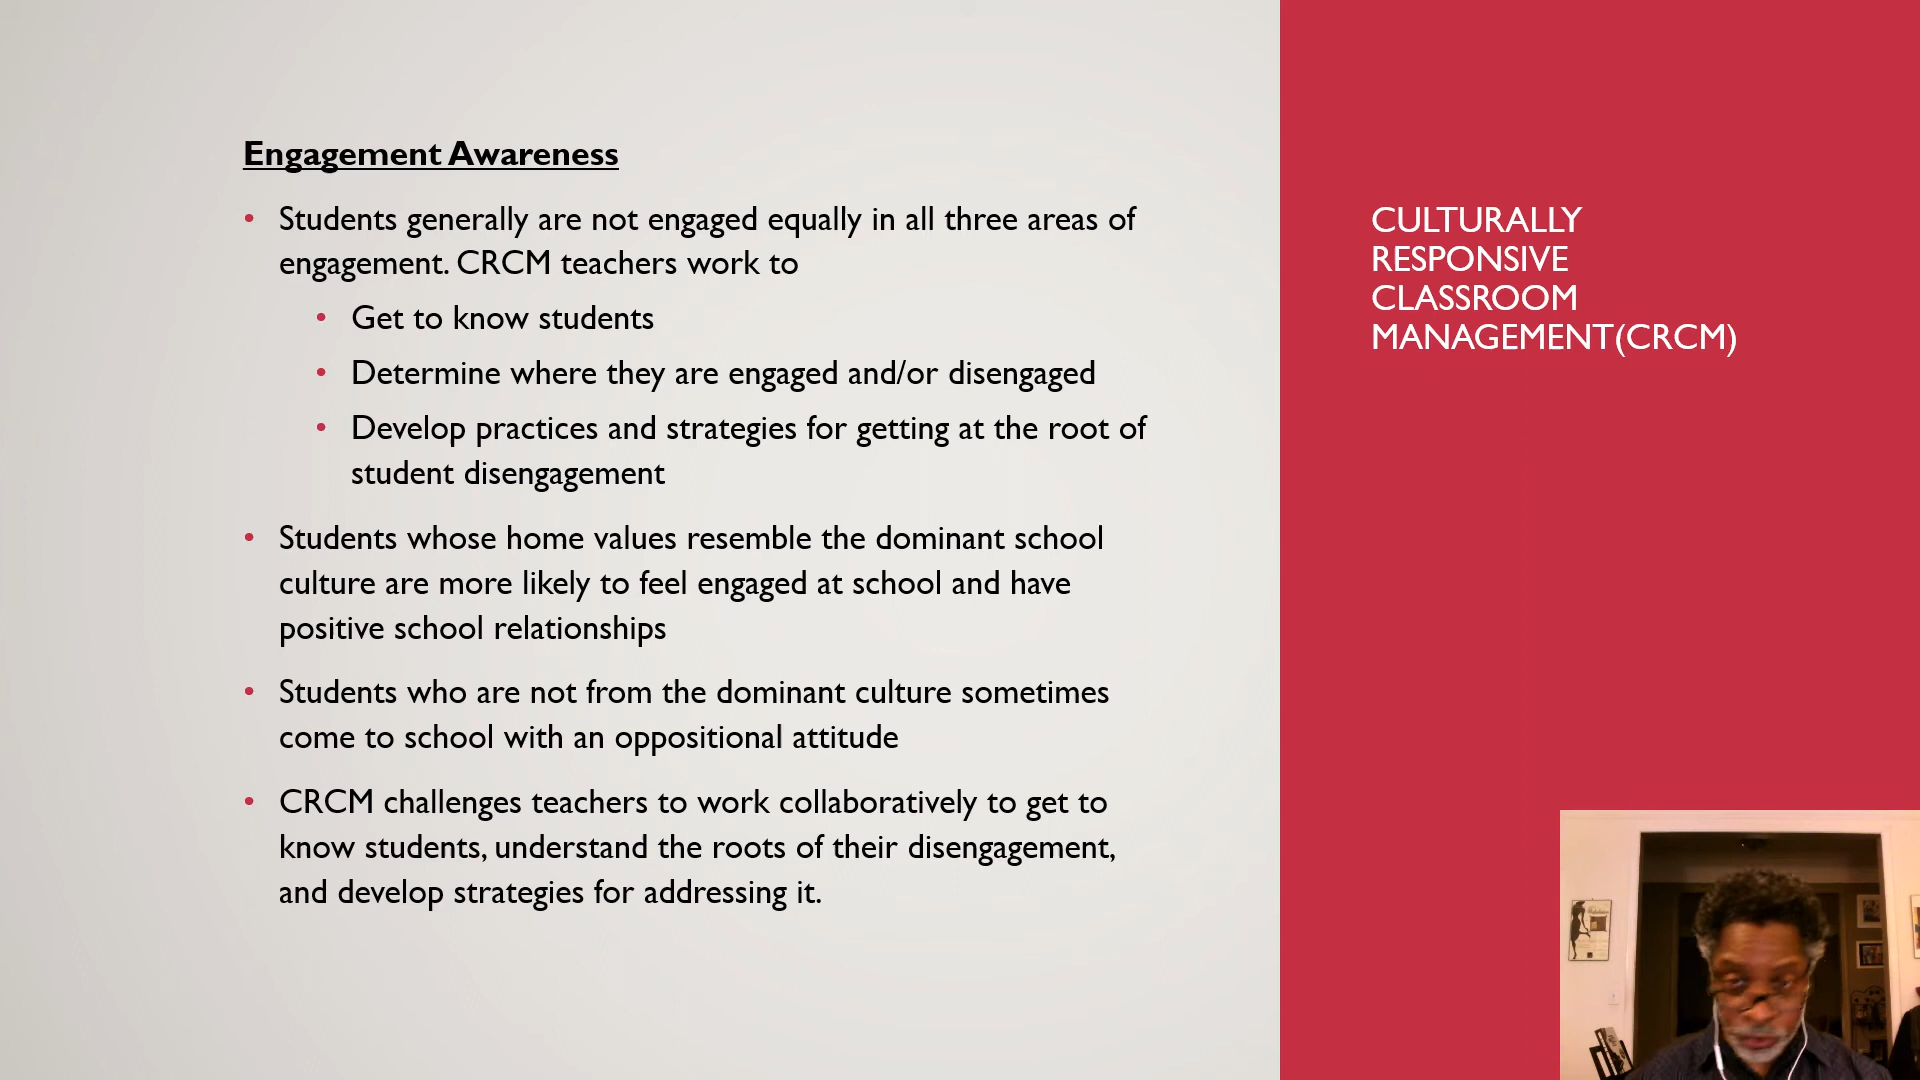 Engagement Awareness
• Students generally are not engaged equally in all three areas of
engagement. CRCM teachers work to
• Get to know students
• Determine where they are engaged and/or disengaged
• Develop practices and strategies for getting at the root of
student disengagement
• Students whose home values resemble the dominant school
culture are more likely to feel engaged at school and have
positive school relationships
• Students who are not from the dominant culture sometimes
come to school with an oppositional attitude
• CRCM challenges teachers to work collaboratively to get to
know students, understand the roots of their disengagement,
and develop strategies for addressing it.
CULTURALLY
RESPONSIVE
CLASSROOM
MANAGEMENT(CRCM)